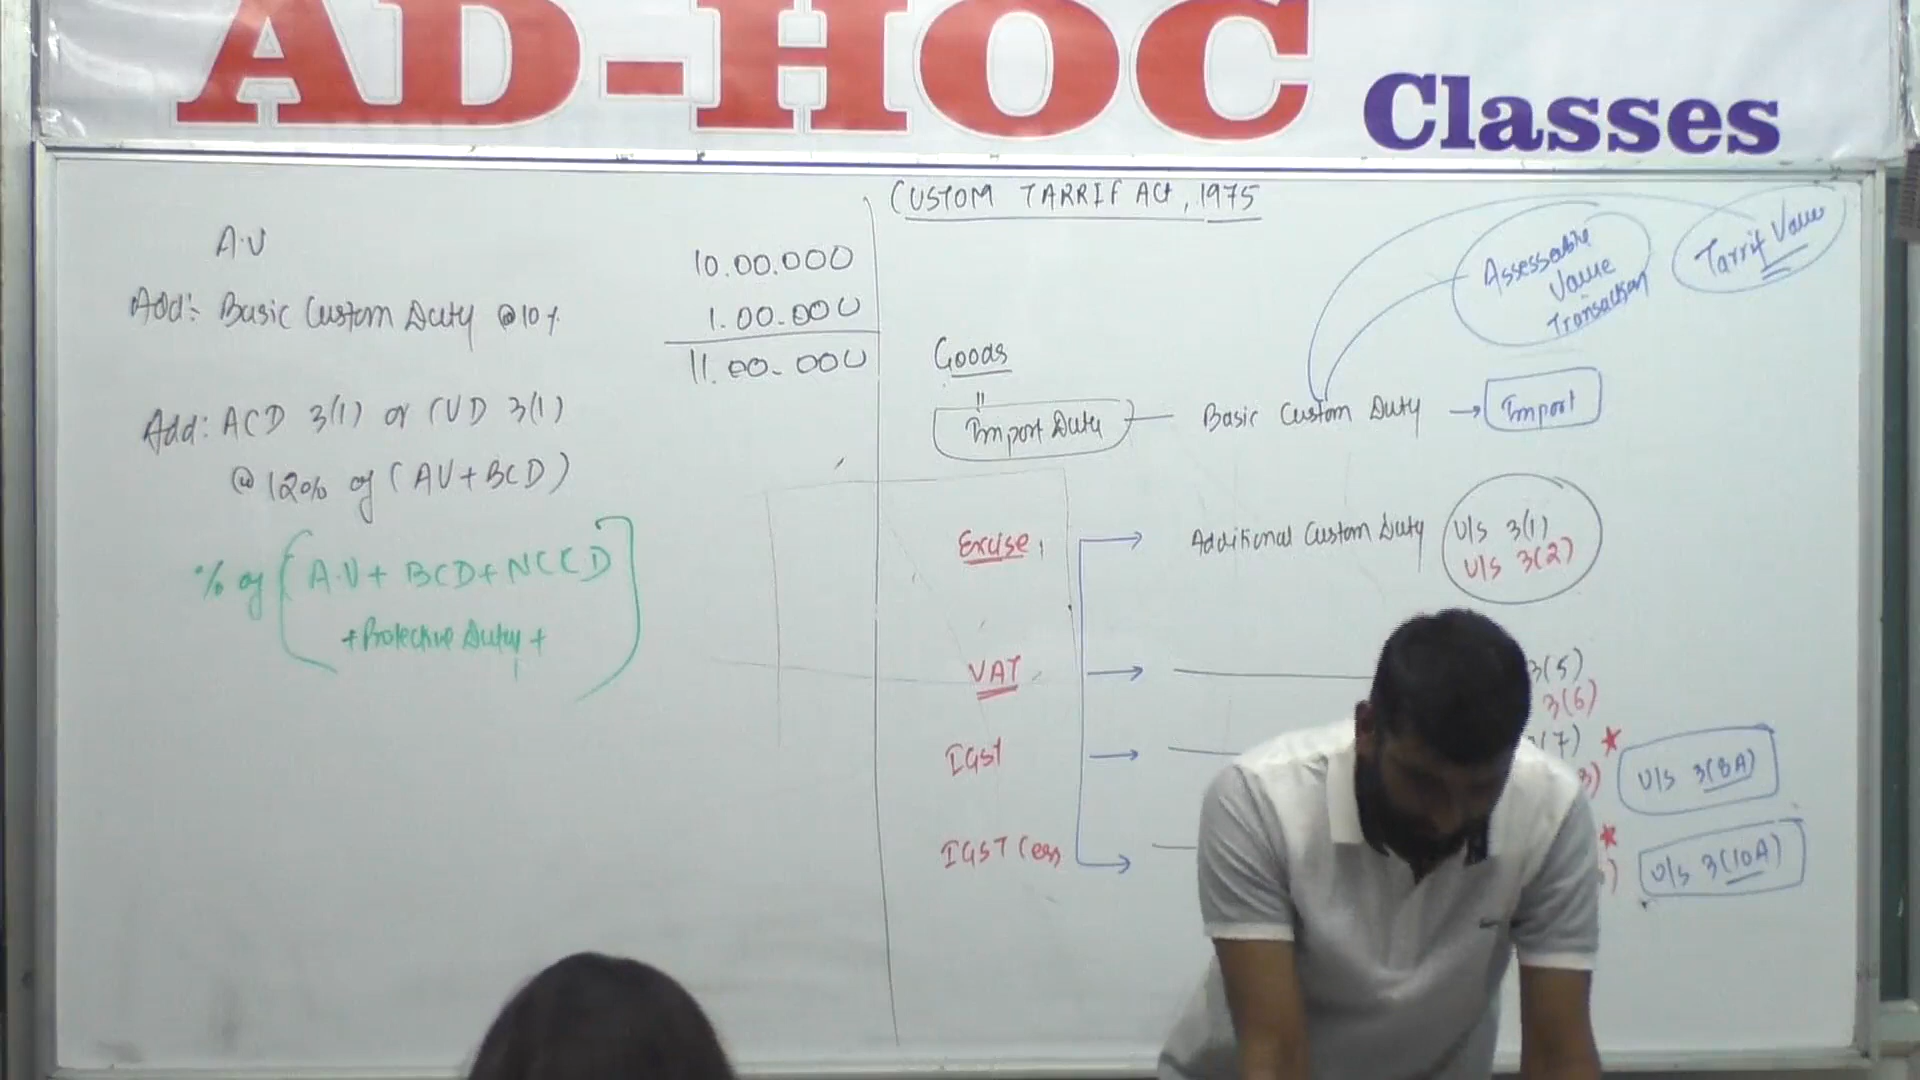 AD-HOC Classes
CUSTOM TARRIF Act, 1975
A.V 10.00.000
Add:- Basic Custom Duty @10% 1.00.000
11.00.000
Add: ACD 3(1) or CVD 3(1)
@ 12% of (AV+BCD)
% of [A.V + BCD + NCCD
+ Protective Duty +]
Assessable
Value
Transaction
Tarrif Value
Goods
"
Import Duty
Basic Custom Duty → Import
Excise,
Additional Custom Duty
U/s 3(1)
U/s 3(2)
VAT
3(5)
3(6)
IGST
(7) ★
U/s 3(8A)
IGST Cess
★
U/s 3(10A)